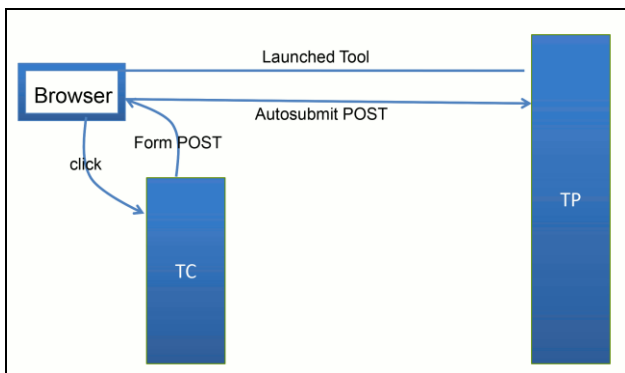 Launched Tool
Browser
Autosubmit POST
Form POST
click
TP
TC